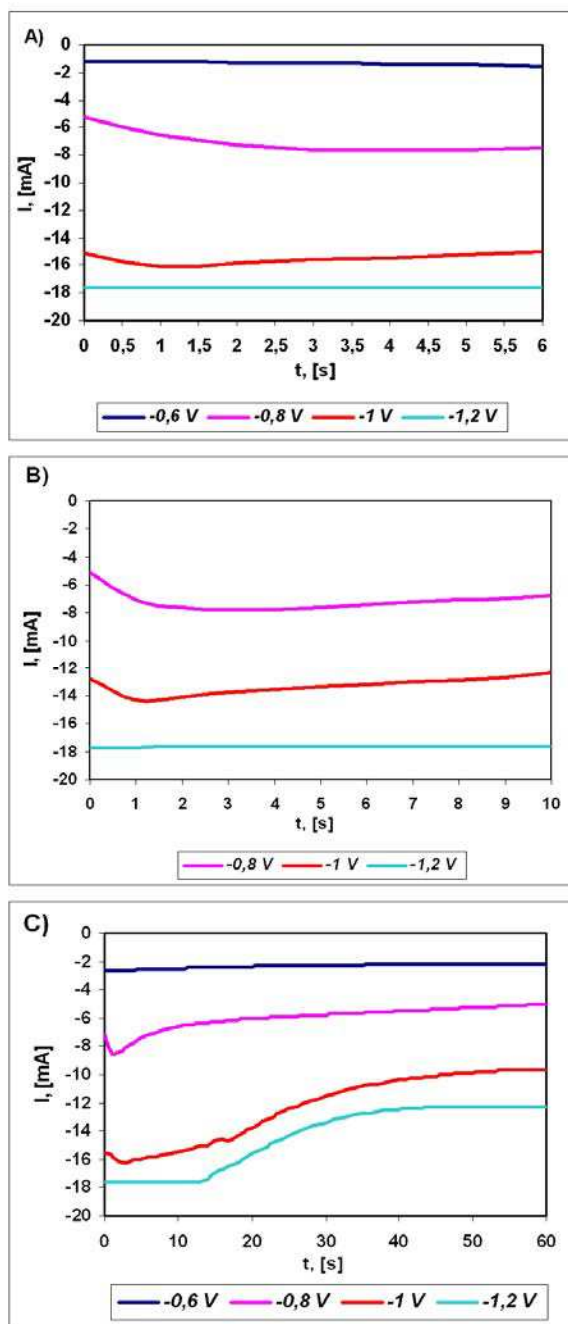 A)
0
-2
-4
-6
-8
-10
-12
-14
-16
-18
-20
I, [mA]
0 0,5 1 1,5 2 2,5 3 3,5 4 4,5 5 5,5 6
t, [s]
-0,6 V -0,8 V -1 V -1,2 V
B)
0
-2
-4
-6
-8
-10
-12
-14
-16
-18
-20
I, [mA]
0 1 2 3 4 5 6 7 8 9 10
t, [s]
-0,8 V -1 V -1,2 V
C)
0
-2
-4
-6
-8
-10
-12
-14
-16
-18
-20
I, [mA]
0 10 20 30 40 50 60
t, [s]
-0,6 V -0,8 V -1 V -1,2 V